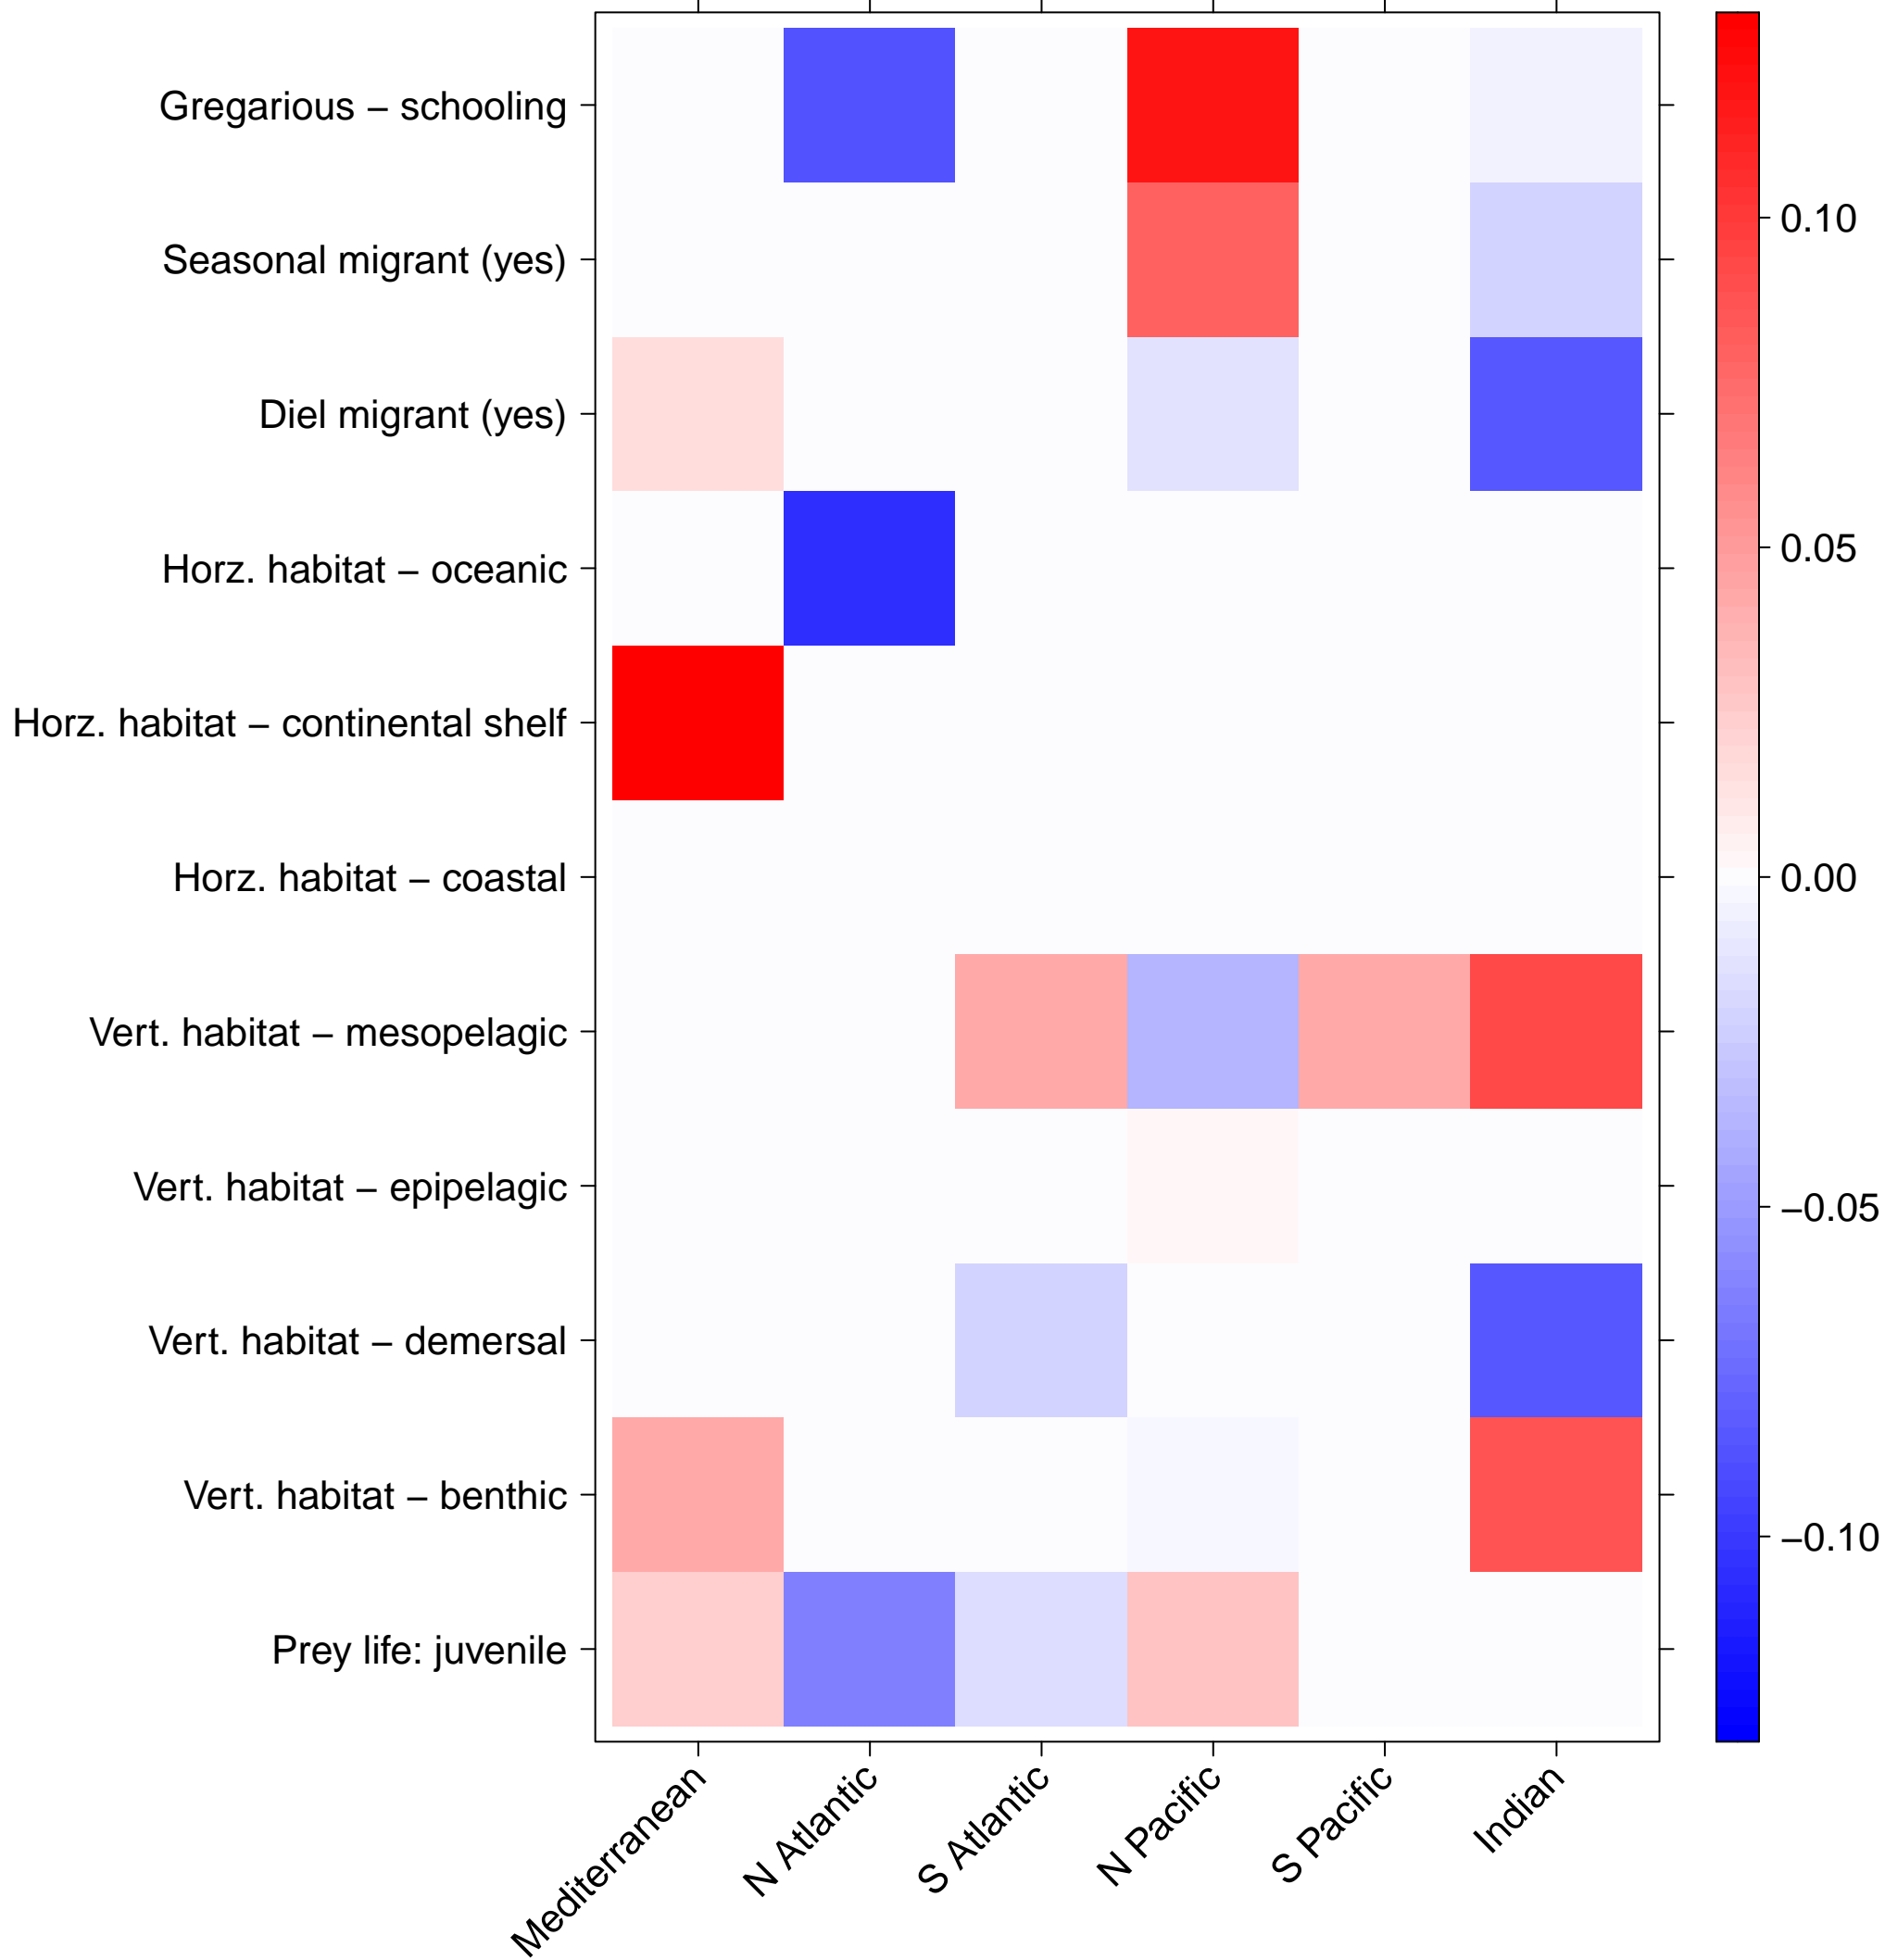 Gregarious – schooling
Seasonal migrant (yes)
Diel migrant (yes)
Horz. habitat – oceanic
Horz. habitat – continental shelf
Horz. habitat – coastal
Vert. habitat – mesopelagic
Vert. habitat – epipelagic
Vert. habitat – demersal
Vert. habitat – benthic
Prey life: juvenile
Mediterranean
N Atlantic
S Atlantic
N Pacific
S Pacific
Indian
0.10
0.05
0.00
−0.05
−0.10